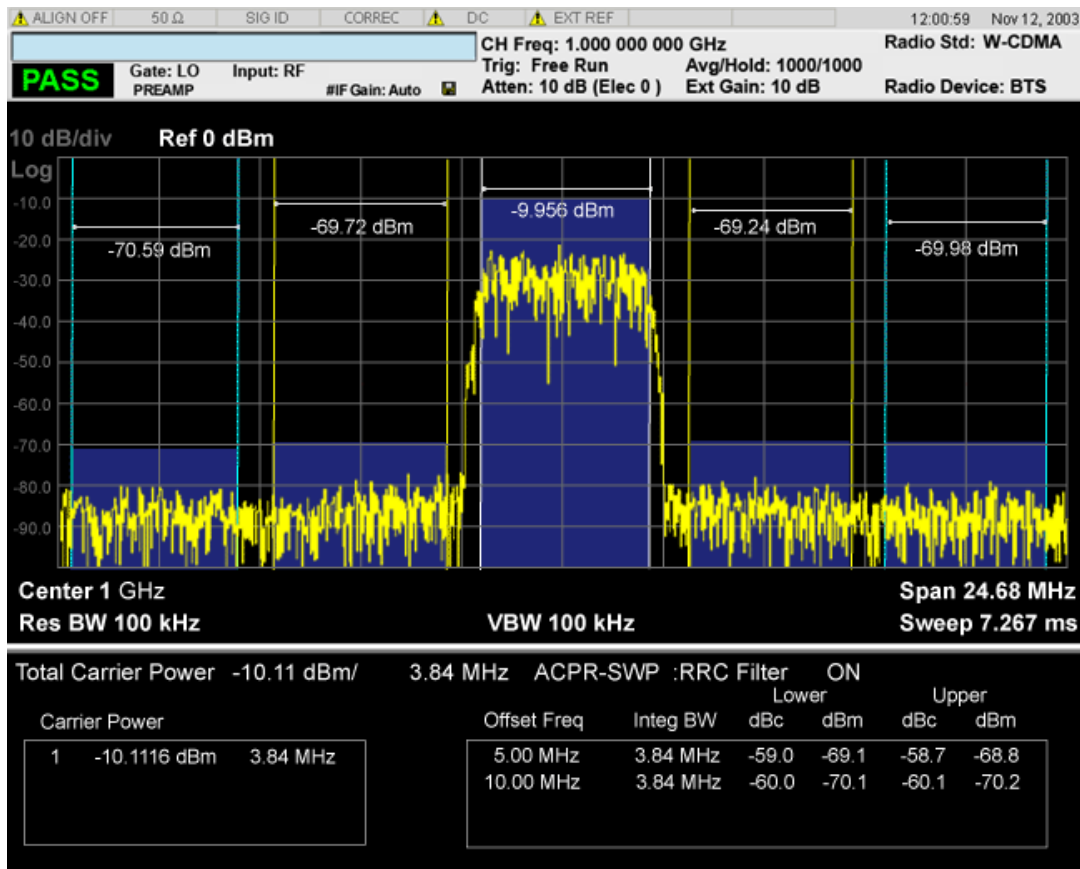 ALIGN OFF 50 Ω SIG ID CORREC DC EXT REF 12:00:59 Nov 12, 2003
CH Freq: 1.000 000 000 GHz Radio Std: W-CDMA
PASS Gate: LO Input: RF Trig: Free Run Avg/Hold: 1000/1000
PREAMP #IF Gain: Auto Atten: 10 dB (Elec 0 ) Ext Gain: 10 dB Radio Device: BTS
10 dB/div Ref 0 dBm
Log
-10.0
-9.956 dBm
-69.72 dBm -69.24 dBm
-20.0
-70.59 dBm -69.98 dBm
-30.0
-40.0
-50.0
-60.0
-70.0
-80.0
-90.0
Center 1 GHz Span 24.68 MHz
Res BW 100 kHz VBW 100 kHz Sweep 7.267 ms
Total Carrier Power -10.11 dBm/ 3.84 MHz ACPR-SWP :RRC Filter ON
Lower Upper
Carrier Power Offset Freq Integ BW dBc dBm dBc dBm
1 -10.1116 dBm 3.84 MHz 5.00 MHz 3.84 MHz -59.0 -69.1 -58.7 -68.8
10.00 MHz 3.84 MHz -60.0 -70.1 -60.1 -70.2